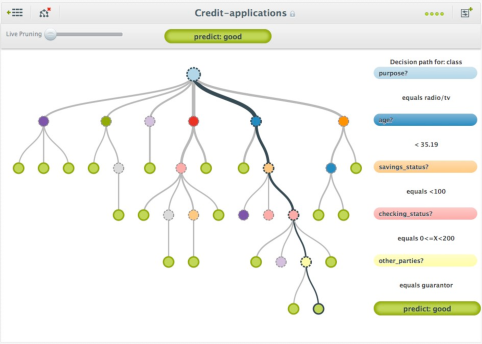 Credit-applications
Live Pruning
predict: good
Decision path for: class
purpose?
equals radio/tv
age?
< 35.19
savings_status?
equals <100
checking_status?
equals 0<=X<200
other_parties?
equals guarantor
predict: good